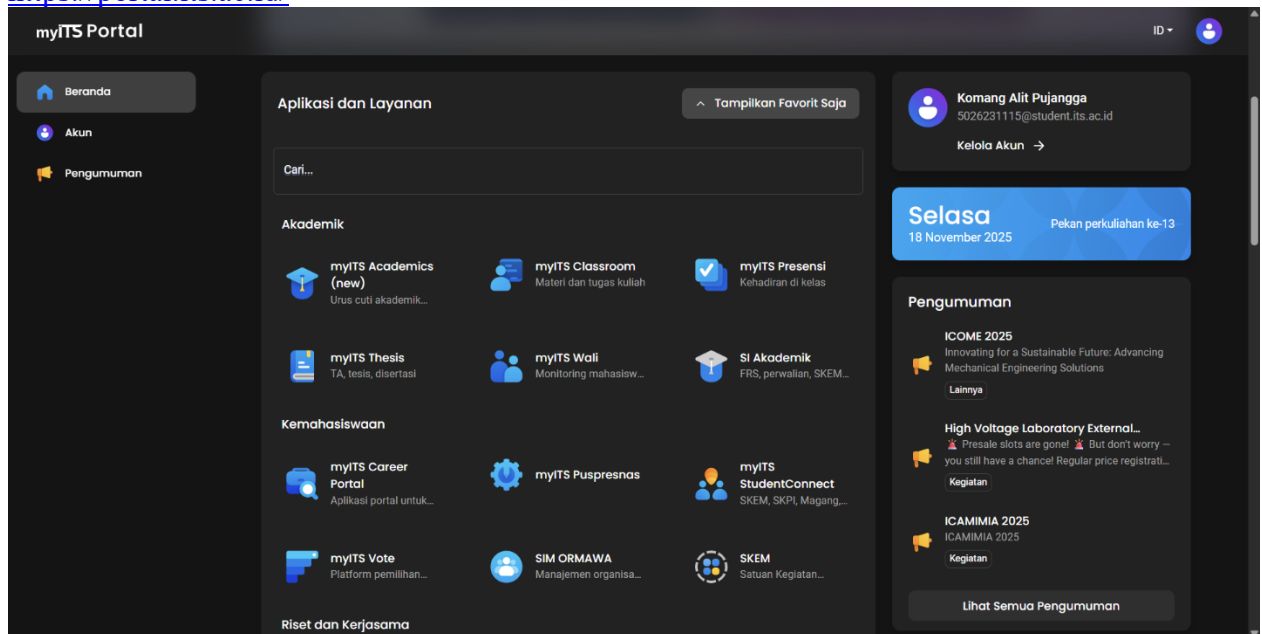 myITS Portal
ID
Beranda
Akun
Pengumuman
Aplikasi dan Layanan
Tampilkan Favorit Saja
Cari...
Akademik
myITS Academics
(new)
Urus cuti akademik...
myITS Classroom
Materi dan tugas kuliah
myITS Presensi
Kehadiran di kelas
myITS Thesis
TA, tesis, disertasi
myITS Wali
Monitoring mahasisw...
SI Akademik
FRS, perwalian, SKEM...
Kemahasiswaan
myITS Career
Portal
Aplikasi portal untuk...
myITS Puspresnas
myITS
StudentConnect
SKEM, SKPI, Magang,...
myITS Vote
Platform pemilihan...
SIM ORMAWA
Manajemen organisa...
SKEM
Satuan Kegiatan...
Riset dan Kerjasama
Komang Alit Pujangga
5026231115@student.its.ac.id
Kelola Akun →
Selasa
18 November 2025
Pekan perkuliahan ke-13
Pengumuman
ICOME 2025
Innovating for a Sustainable Future: Advancing
Mechanical Engineering Solutions
Lainnya
High Voltage Laboratory External...
🚨 Presale slots are gone! 🚨 But don't worry —
you still have a chance! Regular price registrati...
Kegiatan
ICAMIMIA 2025
ICAMIMIA 2025
Kegiatan
Lihat Semua Pengumuman